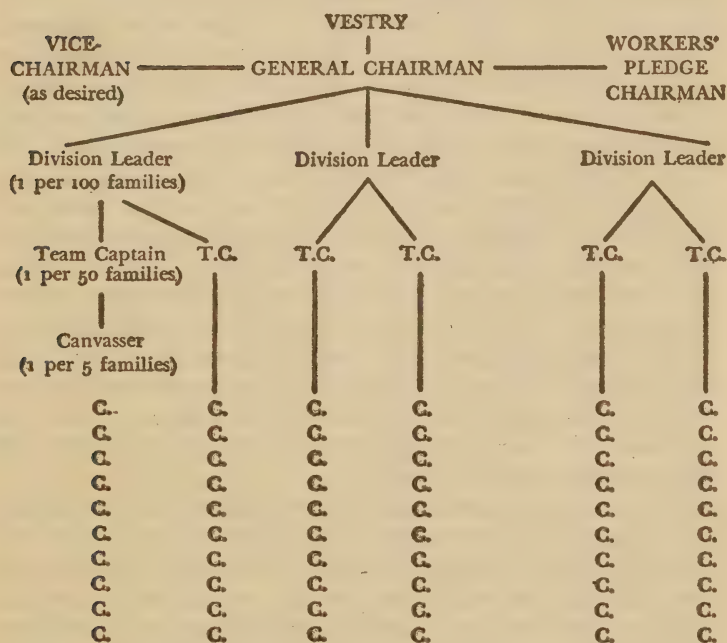 VESTRY
VICE-
CHAIRMAN
(as desired)
GENERAL CHAIRMAN
WORKERS'
PLEDGE
CHAIRMAN
Division Leader
(1 per 100 families)
Division Leader
Division Leader
Team Captain
(1 per 50 families)
T.C.
T.C.
T.C.
T.C.
T.C.
Canvasser
(1 per 5 families)
C. C. C. C. C. C.
C. C. C. C. C. C.
C. C. C. C. C. C.
C. C. C. C. C. C.
C. C. C. C. C. C.
C. C. C. C. C. C.
C. C. C. C. C. C.
C. C. C. C. C. C.
C. C. C. C. C. C.
C. C. C. C. C. C.